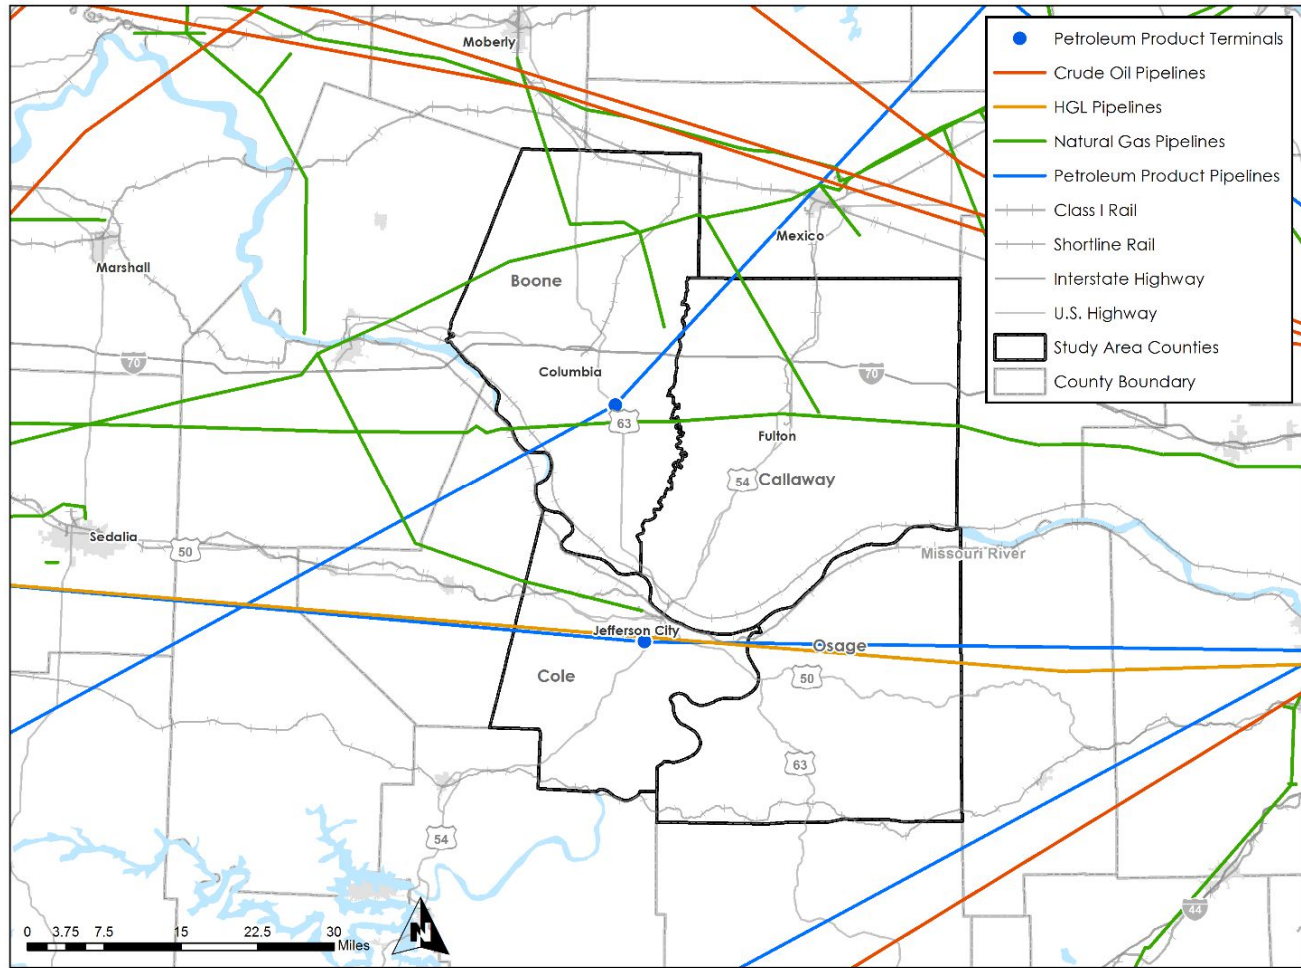 Moberly
Petroleum Product Terminals
Crude Oil Pipelines
HGL Pipelines
Natural Gas Pipelines
Petroleum Product Pipelines
Class I Rail
Shortline Rail
Interstate Highway
U.S. Highway
Study Area Counties
County Boundary
Mexico
Marshall
Boone
70
Columbia
70
63
Fulton
54
Callaway
Sedalia
50
Missouri River
Jefferson City
Osage
Cole
50
63
54
44
0 3.75 7.5 15 22.5 30
Miles
N